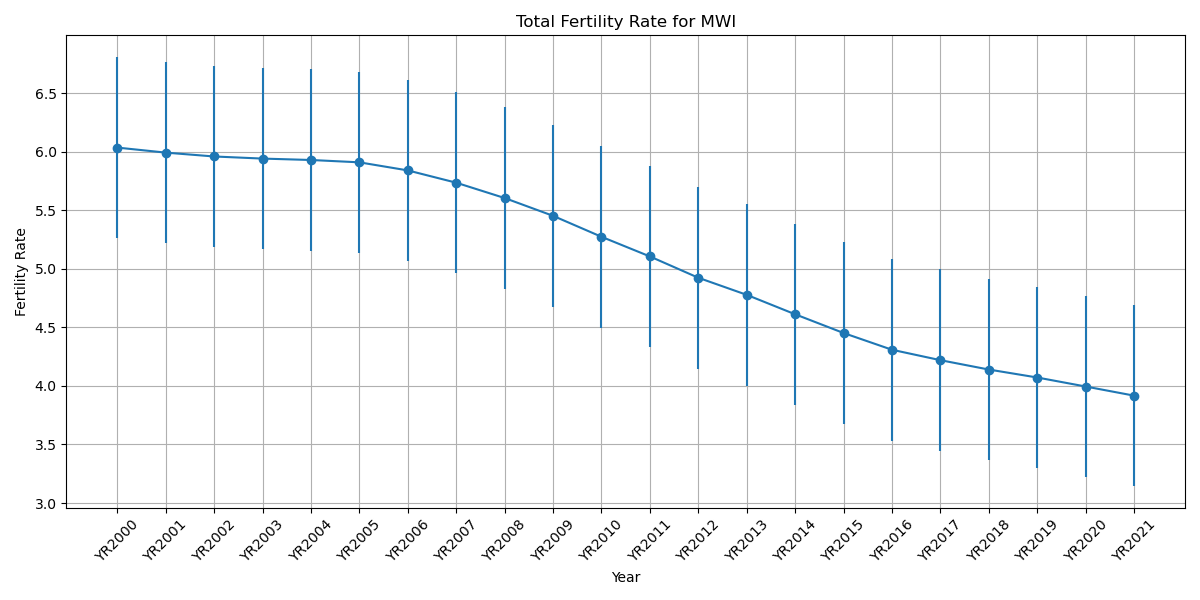 Total Fertility Rate for MWI
Fertility Rate
6.5
6.0
5.5
5.0
4.5
4.0
3.5
3.0
YR2000
YR2001
YR2002
YR2003
YR2004
YR2005
YR2006
YR2007
YR2008
YR2009
YR2010
YR2011
YR2012
YR2013
YR2014
YR2015
YR2016
YR2017
YR2018
YR2019
YR2020
YR2021
Year